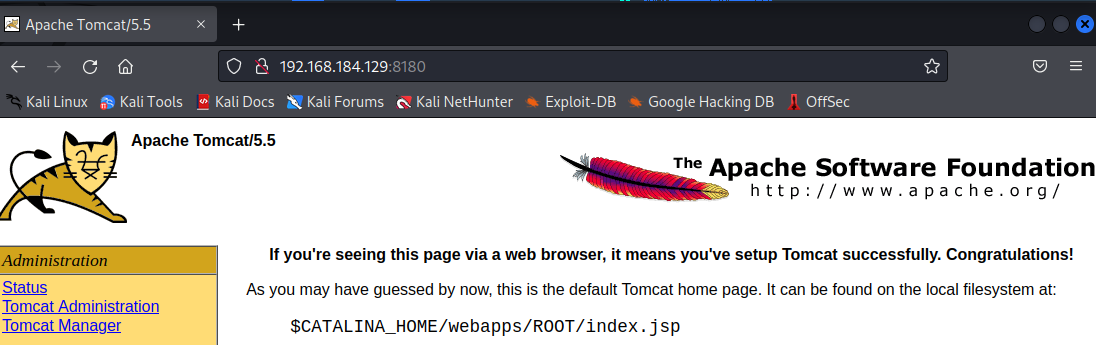 Apache Tomcat/5.5
192.168.184.129:8180
Kali Linux Kali Tools Kali Docs Kali Forums Kali NetHunter Exploit-DB Google Hacking DB OffSec
Apache Tomcat/5.5
The Apache Software Foundation
http://www.apache.org/
Administration
Status
Tomcat Administration
Tomcat Manager
If you're seeing this page via a web browser, it means you've setup Tomcat successfully. Congratulations!
As you may have guessed by now, this is the default Tomcat home page. It can be found on the local filesystem at:
$CATALINA_HOME/webapps/ROOT/index.jsp